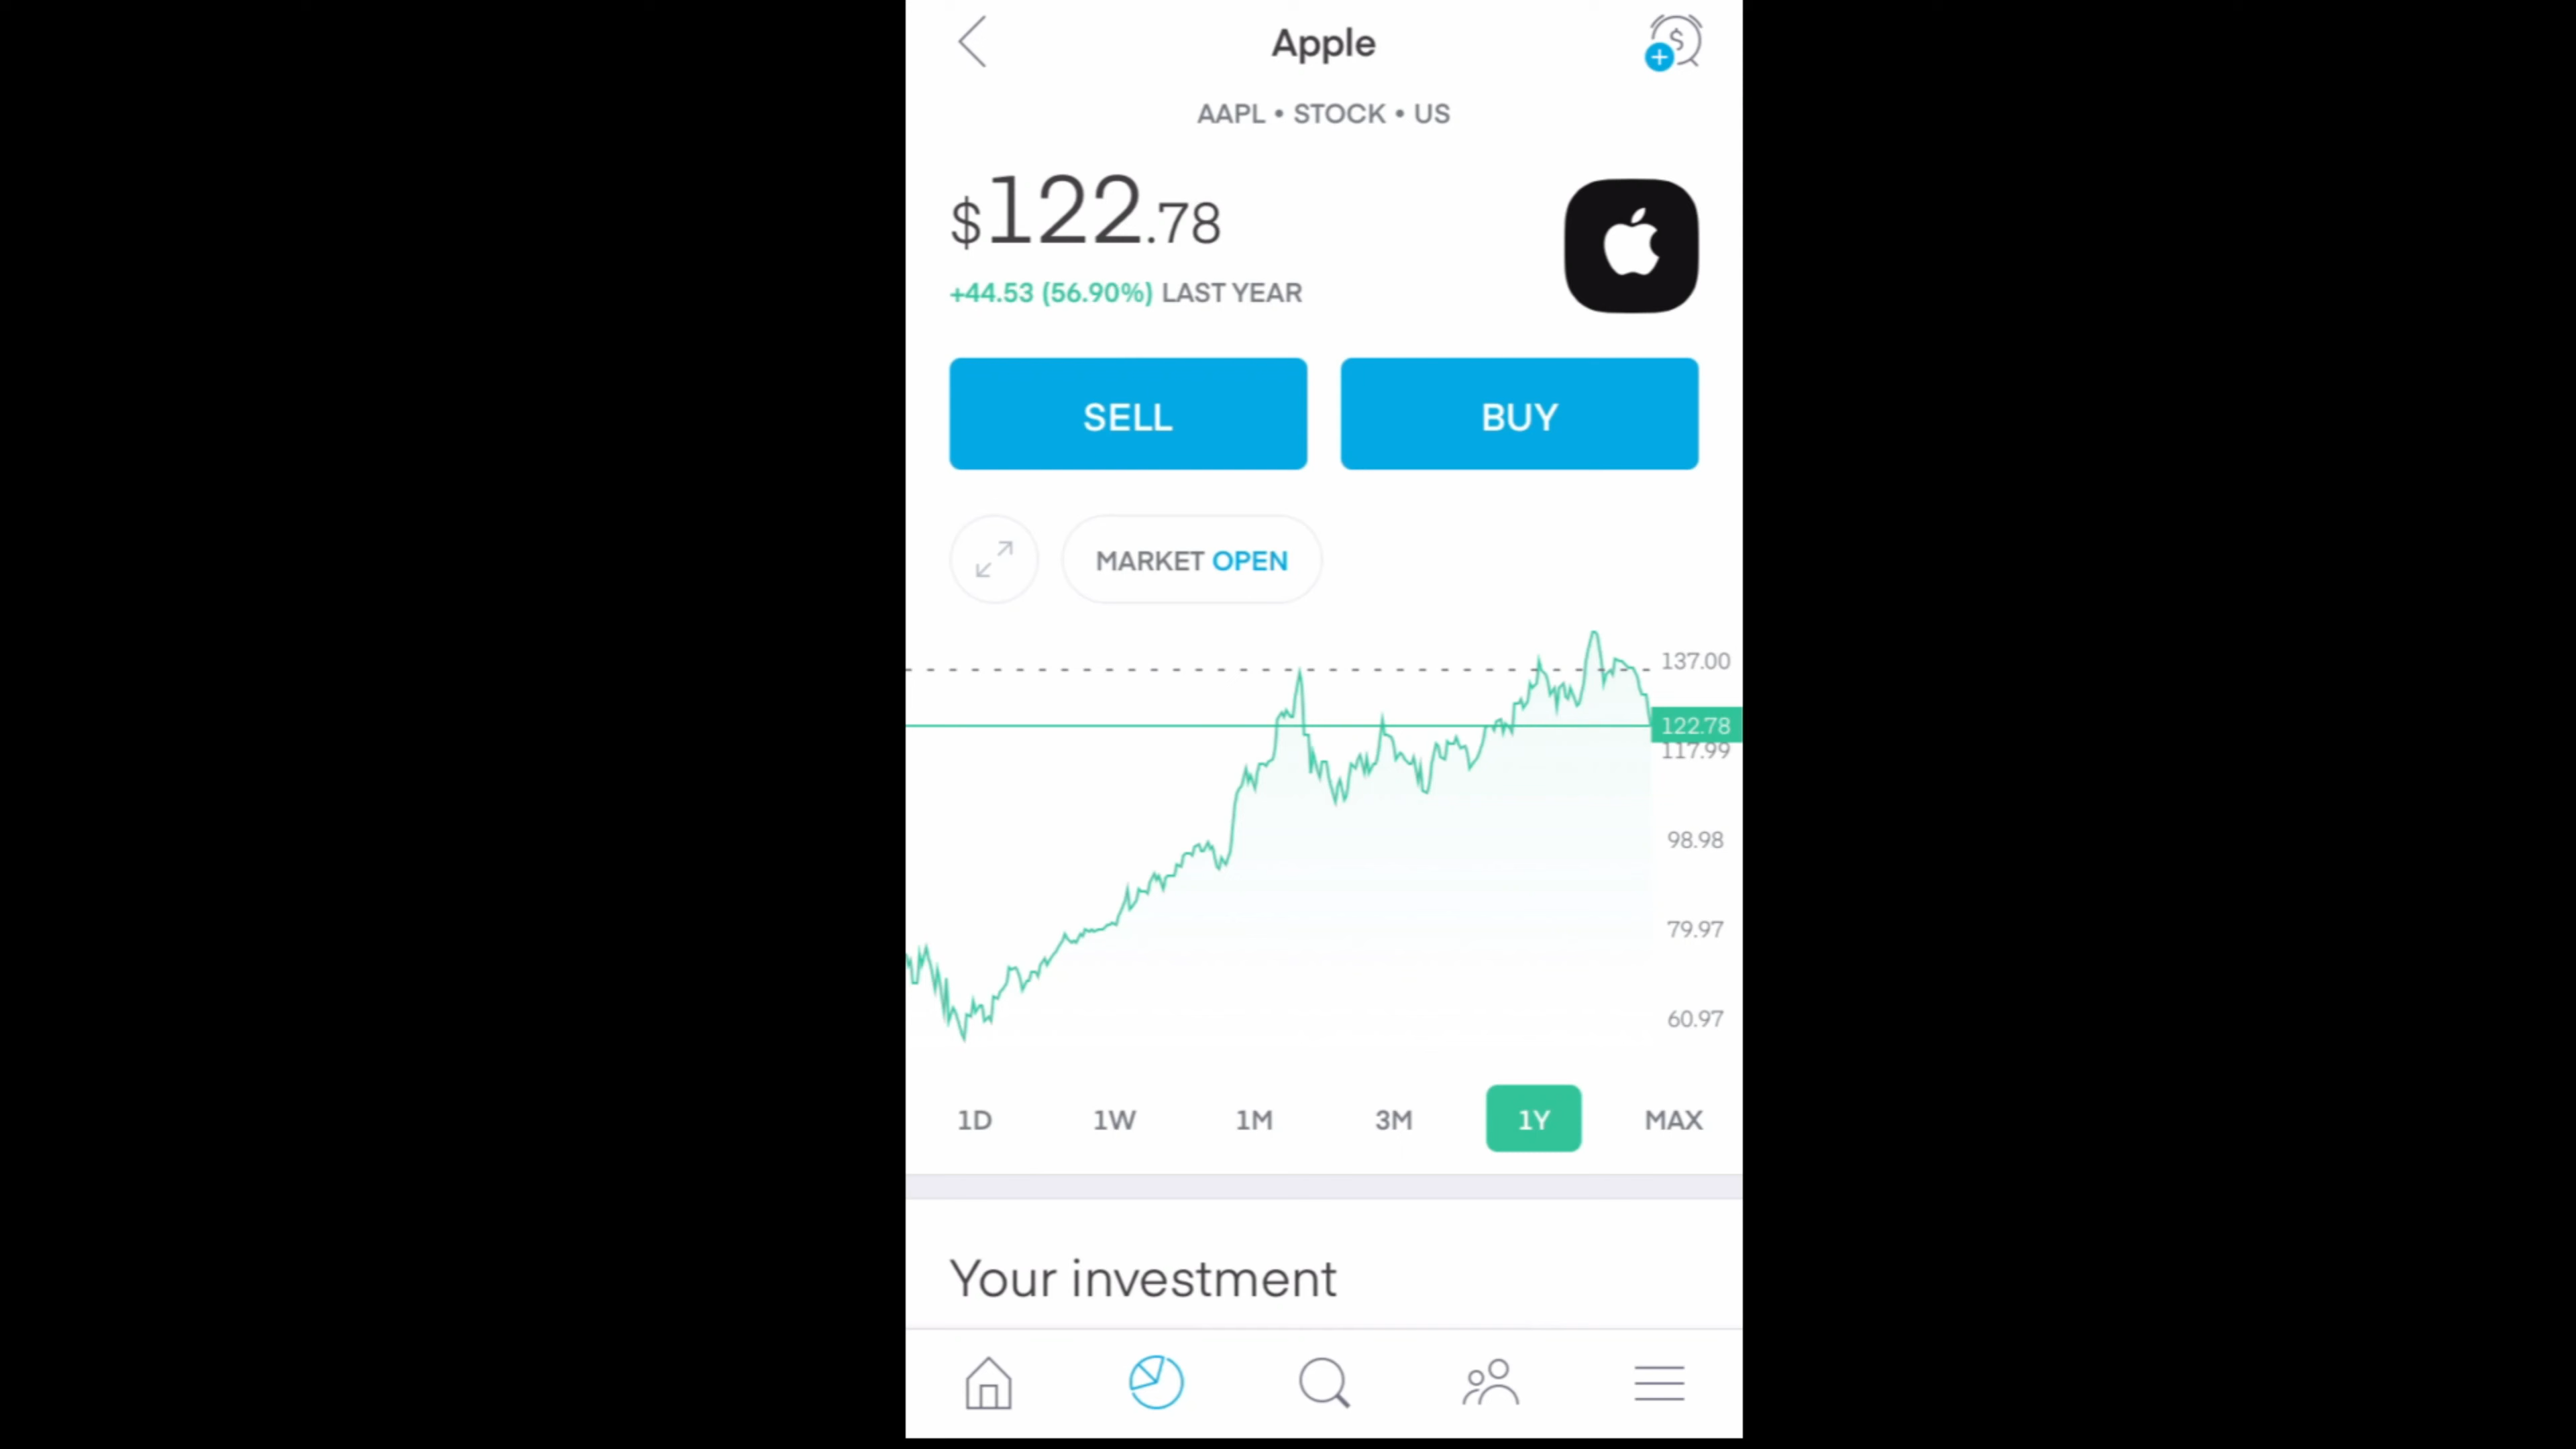 Apple
AAPL • STOCK • US
$122.78
+44.53 (56.90%) LAST YEAR
SELL
BUY
MARKET OPEN
137.00
122.78
117.99
98.98
79.97
60.97
1D 1W 1M 3M 1Y MAX
Your investment